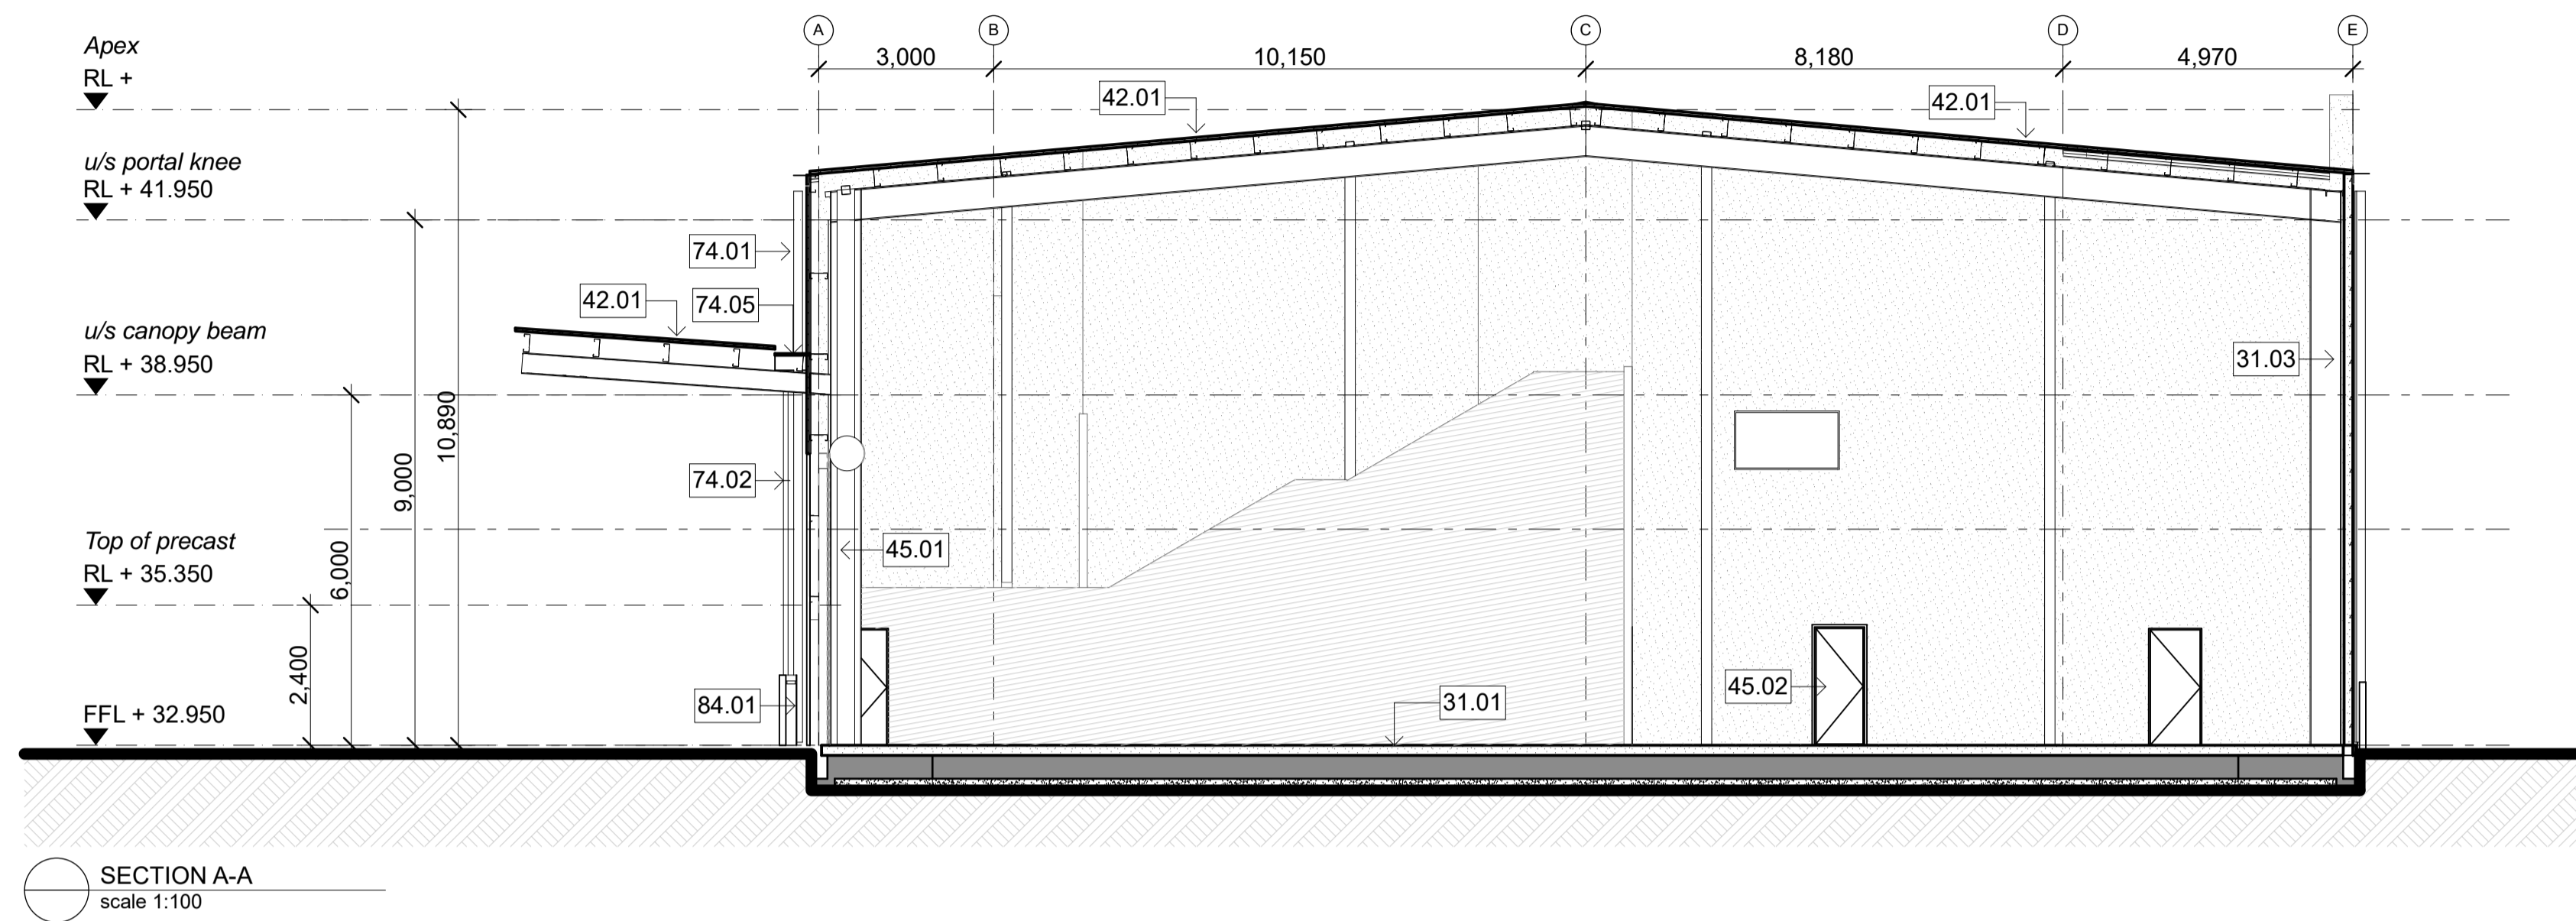 A
B
C
D
E
3,000
10,150
8,180
4,970
Apex
RL +
42.01
42.01
u/s portal knee
RL + 41.950
74.01
42.01
74.05
u/s canopy beam
RL + 38.950
31.03
10,890
9,000
74.02
6,000
45.01
Top of precast
RL + 35.350
2,400
84.01
31.01
45.02
FFL + 32.950
SECTION A-A
scale 1:100